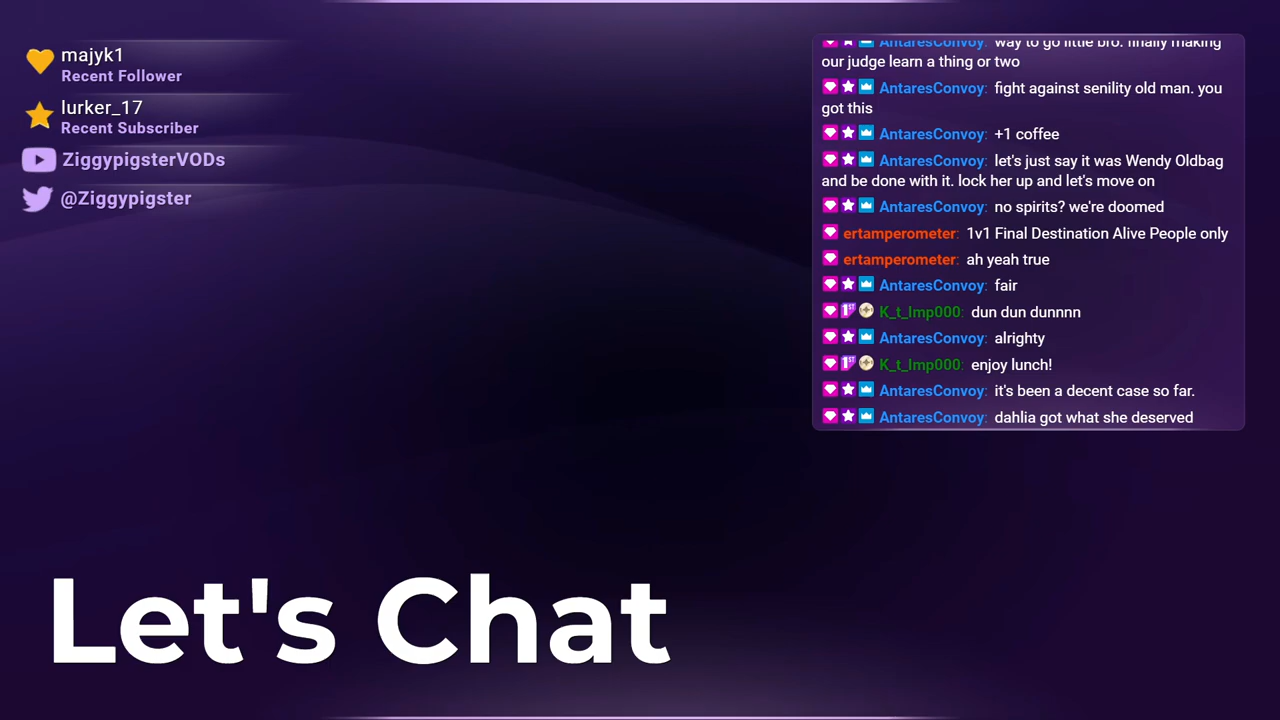 majyk1
Recent Follower
lurker_17
Recent Subscriber
ZiggypigsterVODs
@Ziggypigster
AntaresConvoy: way to go little bro. finally making
our judge learn a thing or two
AntaresConvoy: fight against senility old man. you
got this
AntaresConvoy: +1 coffee
AntaresConvoy: let's just say it was Wendy Oldbag
and be done with it. lock her up and let's move on
AntaresConvoy: no spirits? we're doomed
ertamperometer: 1v1 Final Destination Alive People only
ertamperometer: ah yeah true
AntaresConvoy: fair
1ST K_t_Imp000: dun dun dunnnn
AntaresConvoy: alrighty
1ST K_t_Imp000: enjoy lunch!
AntaresConvoy: it's been a decent case so far.
AntaresConvoy: dahlia got what she deserved
Let's Chat